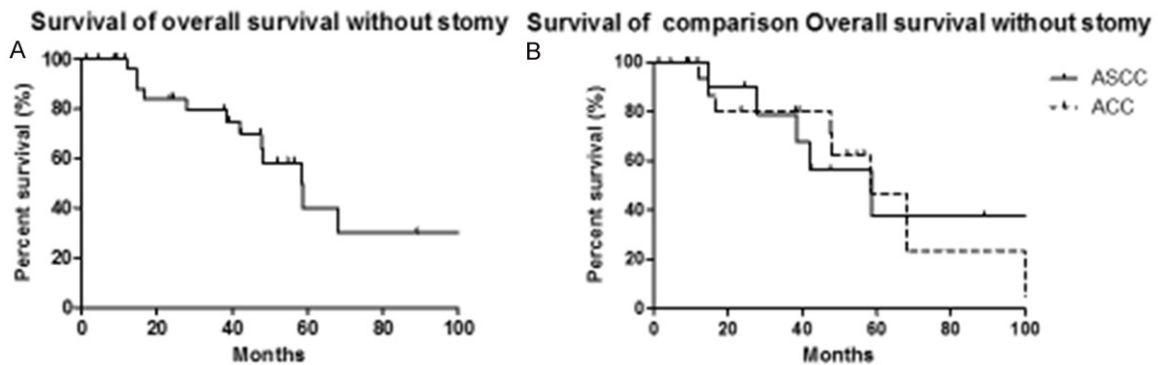 Survival of overall survival without stomy
Survival of comparison Overall survival without stomy
A
Percent survival (%)
100
80
60
40
20
0
0 20 40 60 80 100
Months
B
Percent survival (%)
100
80
60
40
20
0
0 20 40 60 80 100
Months
ASCC
ACC